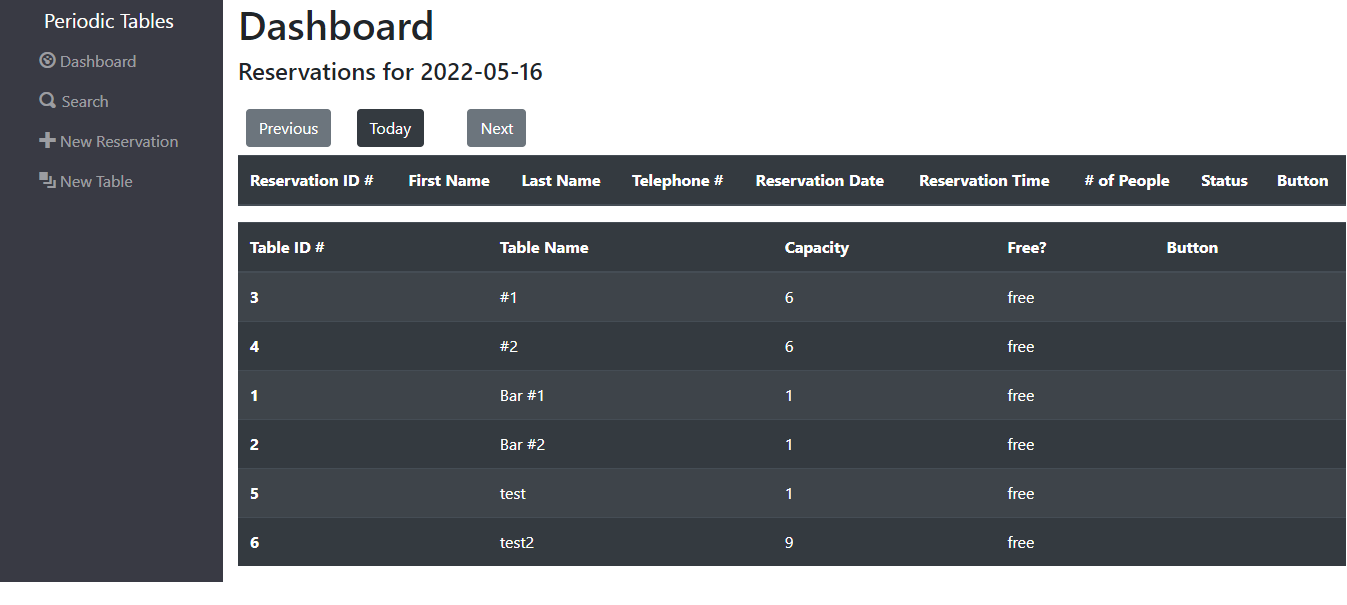 Periodic Tables
Dashboard
Search
New Reservation
New Table
Dashboard
Reservations for 2022-05-16
Previous Today Next
Reservation ID # First Name Last Name Telephone # Reservation Date Reservation Time # of People Status Button
Table ID # Table Name Capacity Free? Button
3 #1 6 free
4 #2 6 free
1 Bar #1 1 free
2 Bar #2 1 free
5 test 1 free
6 test2 9 free